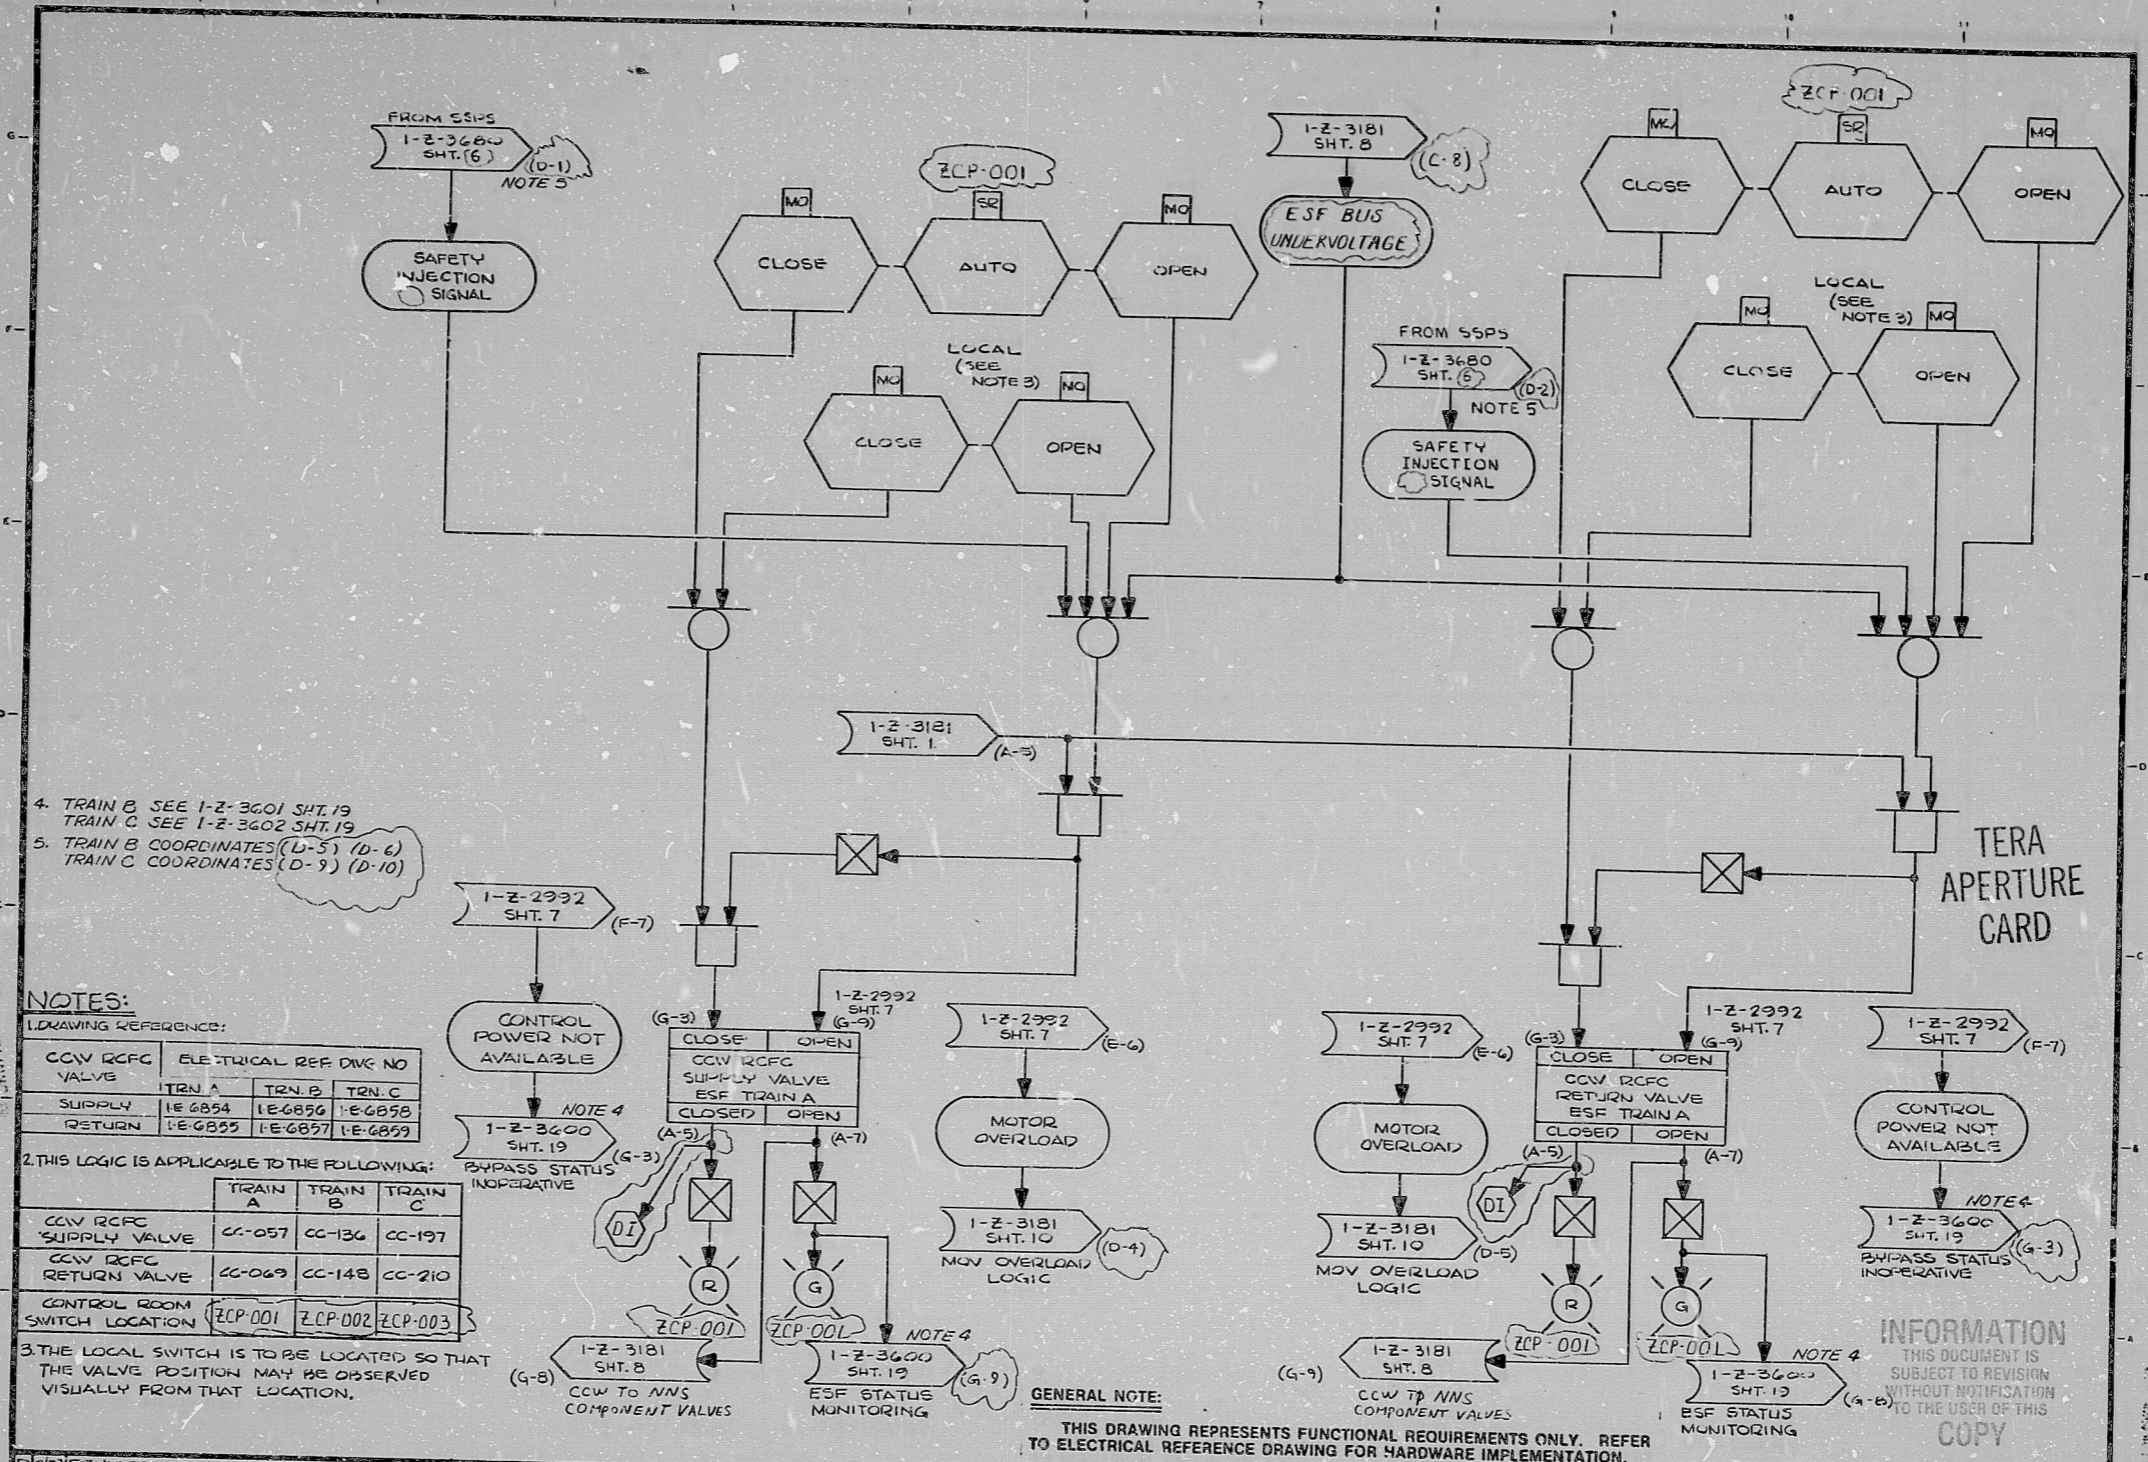 5
6
7
8
9
10
11
G
F
E
D
C
B
A
FROM SSPS
1-Z-3680
SHT. 6
(D-1)
NOTE 5
SAFETY
INJECTION
SIGNAL
ZCP-001
MO
SR
MO
CLOSE
AUTO
OPEN
LOCAL
(SEE
NOTE 3)
MO
MO
CLOSE
OPEN
1-Z-3181
SHT. 8
(C-8)
ESF BUS
UNDERVOLTAGE
FROM SSPS
1-Z-3680
SHT. 6
(D-2)
NOTE 5
SAFETY
INJECTION
SIGNAL
ZCP-001
MO
SR
MO
CLOSE
AUTO
OPEN
LOCAL
(SEE
NOTE 3)
MO
MO
CLOSE
OPEN
1-Z-3181
SHT. 1
4. TRAIN B SEE 1-Z-3601 SHT. 19
TRAIN C SEE 1-Z-3602 SHT. 19
5. TRAIN B COORDINATES (D-5) (D-6)
TRAIN C COORDINATES (D-9) (D-10)
TERA
APERTURE
CARD
1-Z-2992
SHT. 7
(F-7)
CONTROL
POWER NOT
AVAILABLE
NOTE 4
1-Z-3600
SHT. 19
(G-3)
BYPASS STATUS
INOPERATIVE
NOTES:
1. DRAWING REFERENCE:
CCW RCFC
VALVE
ELECTRICAL REF. DWG NO
TRN. A
TRN. B
TRN. C
SUPPLY
1-E-6854
1-E-6856
1-E-6858
RETURN
1-E-6855
1-E-6857
1-E-6859
2. THIS LOGIC IS APPLICABLE TO THE FOLLOWING:
TRAIN
A
TRAIN
B
TRAIN
C
CCW RCFC
SUPPLY VALVE
CC-057
CC-136
CC-197
CCW RCFC
RETURN VALVE
CC-069
CC-148
CC-210
CONTROL ROOM
SWITCH LOCATION
ZCP-001
ZCP-002
ZCP-003
3. THE LOCAL SWITCH IS TO BE LOCATED SO THAT
THE VALVE POSITION MAY BE OBSERVED
VISUALLY FROM THAT LOCATION.
(G-3)
1-Z-2992
SHT. 7
(G-9)
CLOSE
OPEN
CCW RCFC
SUPPLY VALVE
ESF TRAIN A
CLOSED
OPEN
(A-5)
(A-7)
DI
R
G
ZCP-001
ZCP-001
1-Z-3181
SHT. 8
(G-8)
CCW TO NNS
COMPONENT VALVES
NOTE 4
1-Z-3600
SHT. 19
(G-9)
ESF STATUS
MONITORING
1-Z-2992
SHT. 7
(E-6)
MOTOR
OVERLOAD
1-Z-3181
SHT. 10
(D-4)
MOV OVERLOAD
LOGIC
1-Z-2992
SHT. 7
(E-6)
MOTOR
OVERLOAD
1-Z-3181
SHT. 10
(D-5)
MOV OVERLOAD
LOGIC
(G-3)
1-Z-2992
SHT. 7
(G-9)
CLOSE
OPEN
CCW RCFC
RETURN VALVE
ESF TRAIN A
CLOSED
OPEN
(A-5)
(A-7)
DI
R
G
ZCP-001
ZCP-001
1-Z-3181
SHT. 8
(G-9)
CCW TO NNS
COMPONENT VALVES
NOTE 4
1-Z-3600
SHT. 19
ESF STATUS
MONITORING
1-Z-2992
SHT. 7
(F-7)
CONTROL
POWER NOT
AVAILABLE
NOTE 4
1-Z-3600
SHT. 19
(G-3)
BYPASS STATUS
INOPERATIVE
GENERAL NOTE:
THIS DRAWING REPRESENTS FUNCTIONAL REQUIREMENTS ONLY. REFER
TO ELECTRICAL REFERENCE DRAWING FOR HARDWARE IMPLEMENTATION.
INFORMATION
THIS DOCUMENT IS
SUBJECT TO REVISION
WITHOUT NOTIFICATION
TO THE USER OF THIS
COPY